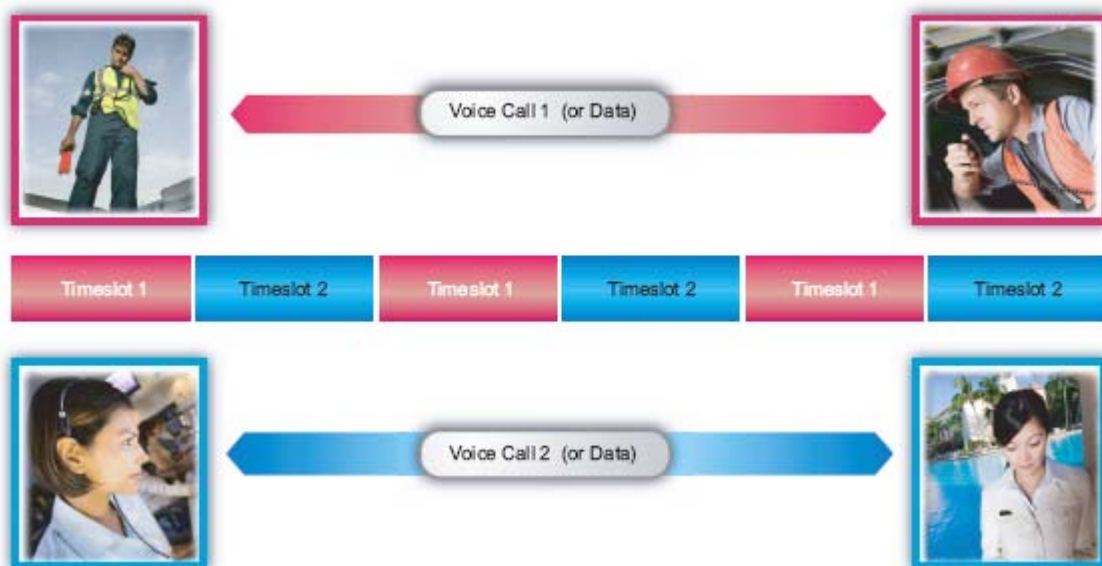 Voice Call 1 (or Data)
Timeslot 1 Timeslot 2 Timeslot 1 Timeslot 2 Timeslot 1 Timeslot 2
Voice Call 2 (or Data)